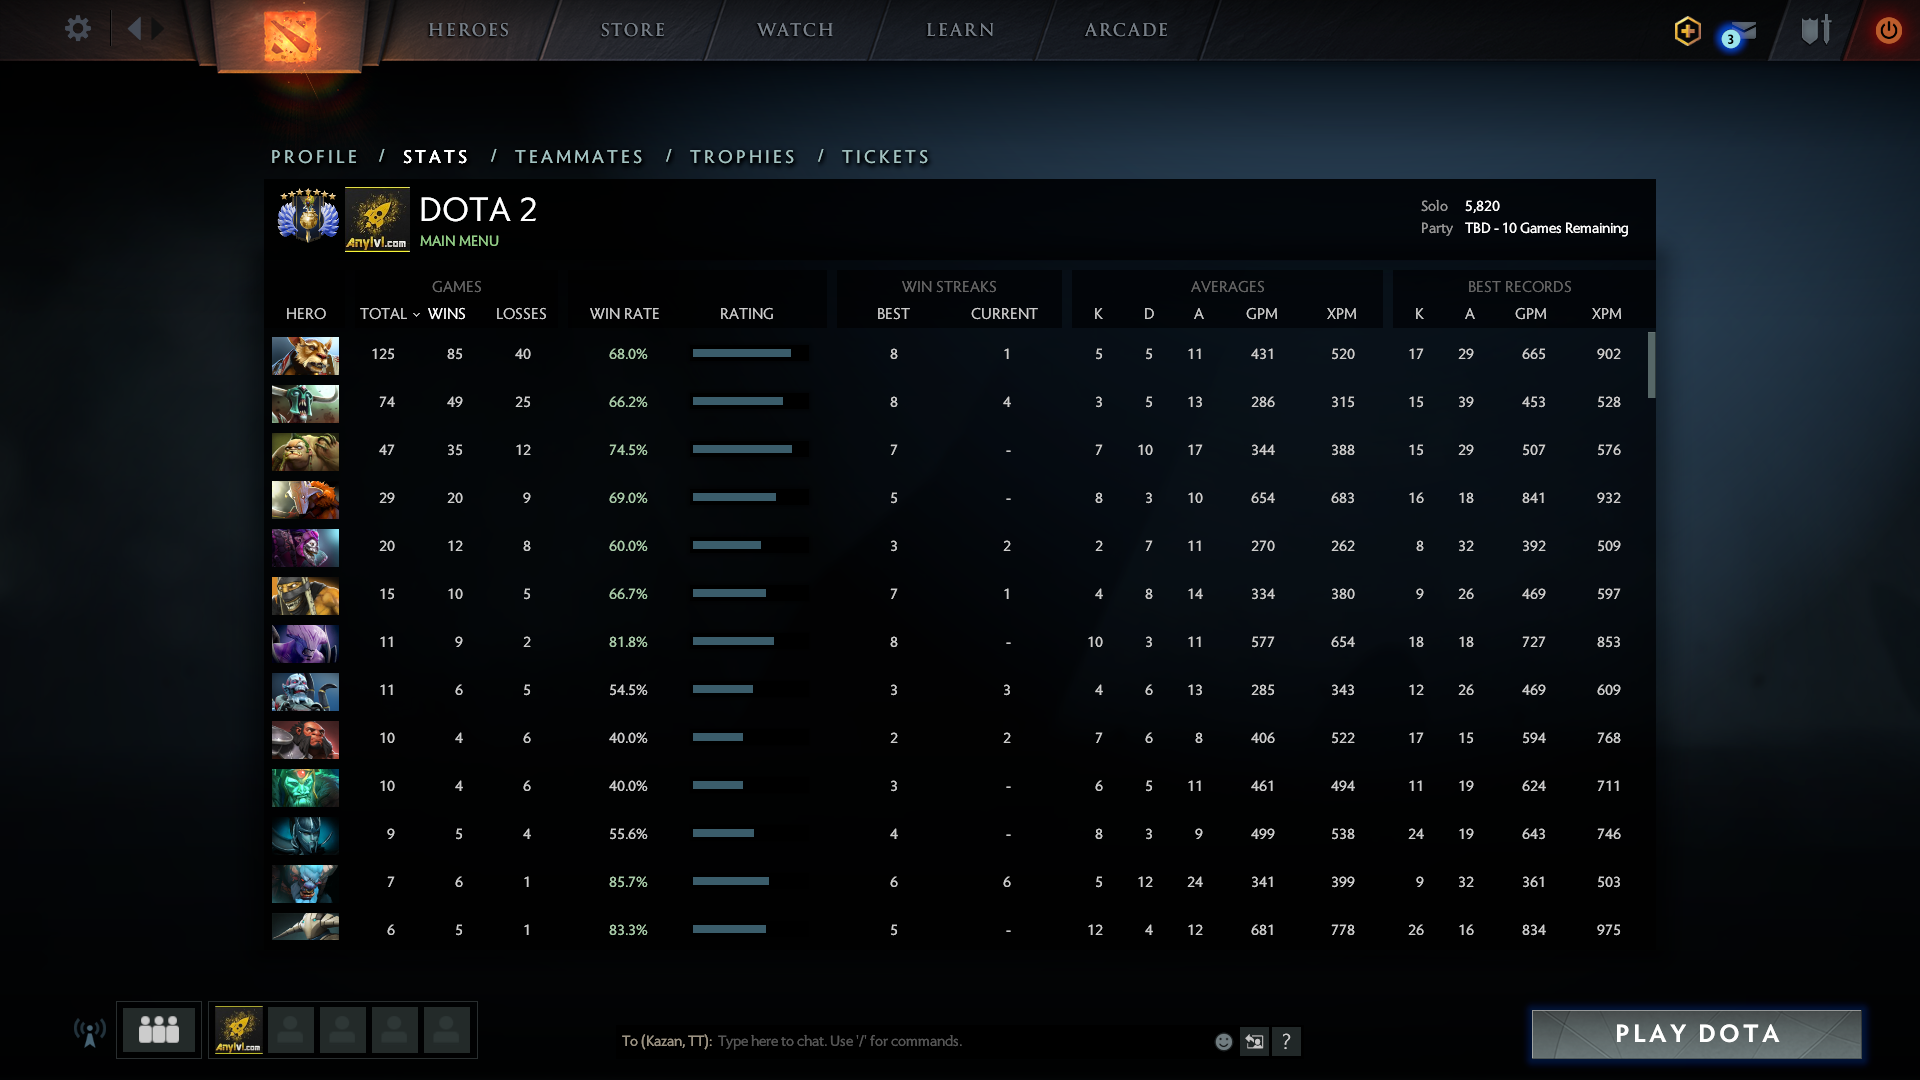 HEROES STORE WATCH LEARN ARCADE
3
PROFILE / STATS / TEAMMATES / TROPHIES / TICKETS
Anylvl.com
DOTA 2
MAIN MENU
Solo 5,820
Party TBD - 10 Games Remaining
GAMES WIN STREAKS AVERAGES BEST RECORDS
HERO TOTAL WINS LOSSES WIN RATE RATING BEST CURRENT K D A GPM XPM K A GPM XPM
125 85 40 68.0% 8 1 5 5 11 431 520 17 29 665 902
74 49 25 66.2% 8 4 3 5 13 286 315 15 39 453 528
47 35 12 74.5% 7 - 7 10 17 344 388 15 29 507 576
29 20 9 69.0% 5 - 8 3 10 654 683 16 18 841 932
20 12 8 60.0% 3 2 2 7 11 270 262 8 32 392 509
15 10 5 66.7% 7 1 4 8 14 334 380 9 26 469 597
11 9 2 81.8% 8 - 10 3 11 577 654 18 18 727 853
11 6 5 54.5% 3 3 4 6 13 285 343 12 26 469 609
10 4 6 40.0% 2 2 7 6 8 406 522 17 15 594 768
10 4 6 40.0% 3 - 6 5 11 461 494 11 19 624 711
9 5 4 55.6% 4 - 8 3 9 499 538 24 19 643 746
7 6 1 85.7% 6 6 5 12 24 341 399 9 32 361 503
6 5 1 83.3% 5 - 12 4 12 681 778 26 16 834 975
Anylvl.com
To (Kazan, TT): Type here to chat. Use '/' for commands.
?
PLAY DOTA